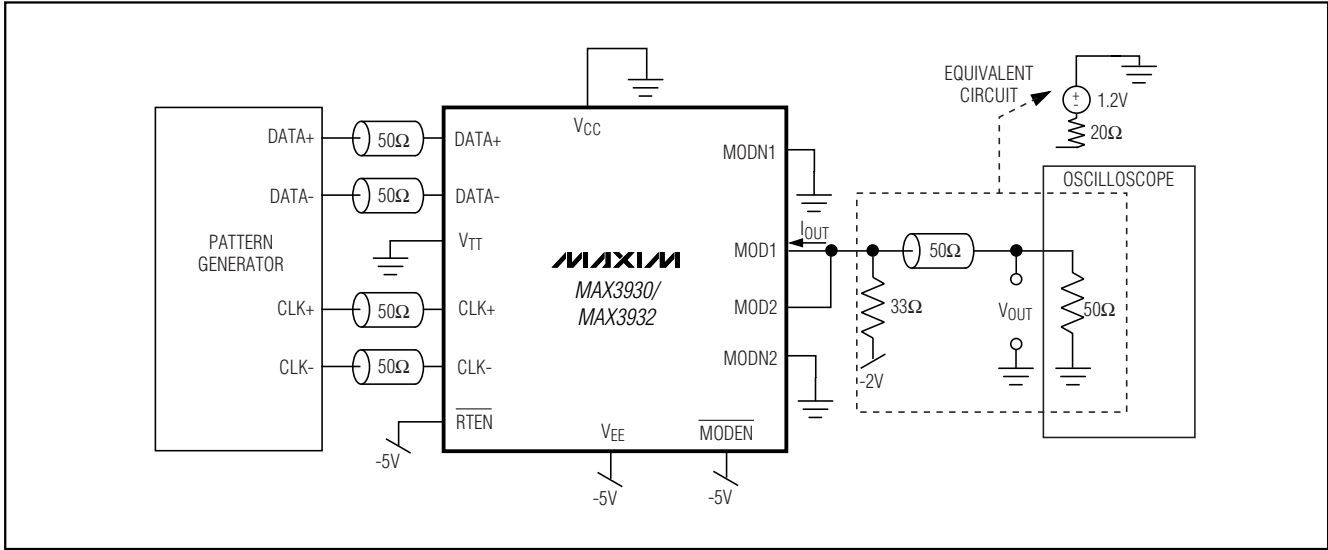 EQUIVALENT
CIRCUIT
+
-
1.2V
20Ω
OSCILLOSCOPE
PATTERN
GENERATOR
DATA+
DATA-
CLK+
CLK-
50Ω
50Ω
50Ω
50Ω
-5V
VCC
DATA+
DATA-
VTT
CLK+
CLK-
RTEN
VEE
MODEN
MAXIM
MAX3930/
MAX3932
MODN1
MOD1
MOD2
MODN2
-5V
-5V
IOUT
50Ω
33Ω
-2V
VOUT
50Ω